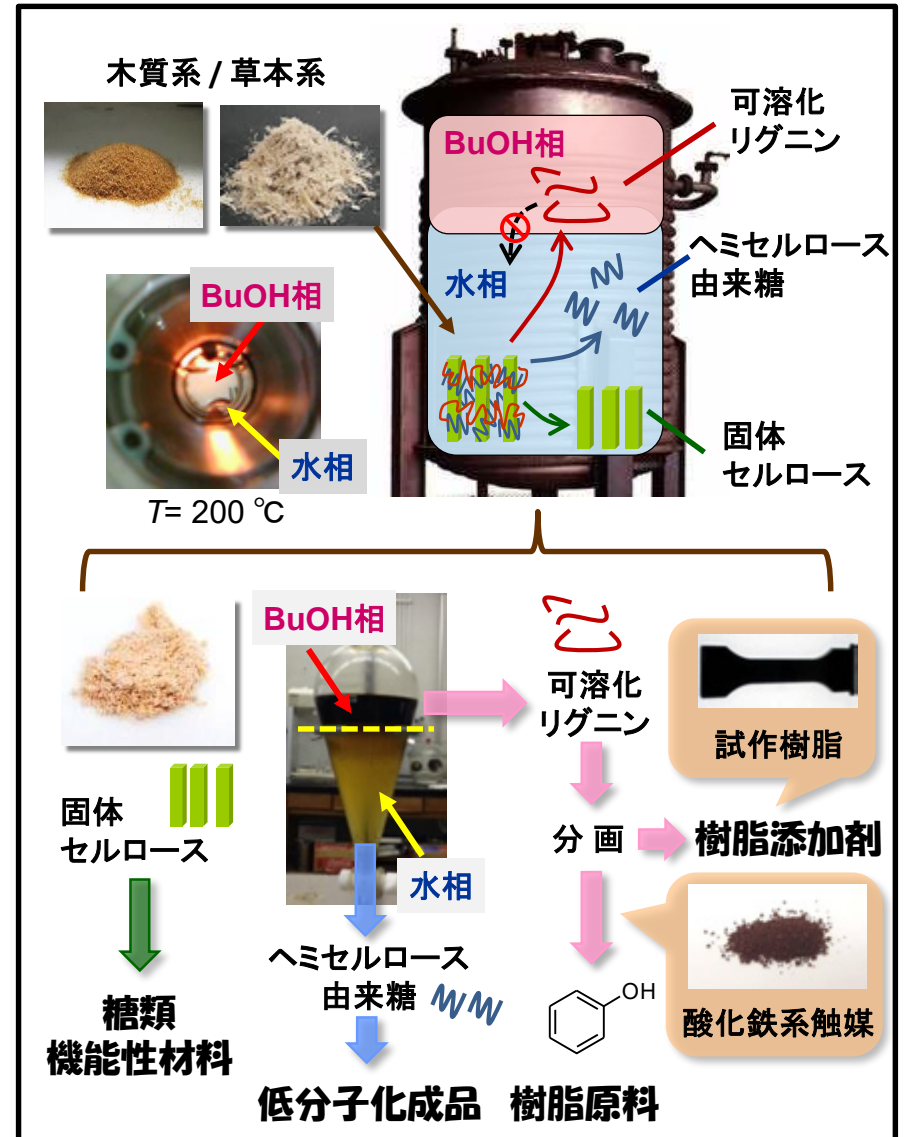 木質系 / 草本系
BuOH相
可溶化
リグニン
水相
ヘミセルロース
由来糖
BuOH相
水相
固体
セルロース
T= 200 ℃
BuOH相
可溶化
リグニン
試作樹脂
固体
セルロース
分 画
樹脂添加剤
水相
ヘミセルロース
由来糖
OH
酸化鉄系触媒
糖類
機能性材料
低分子化成品
樹脂原料